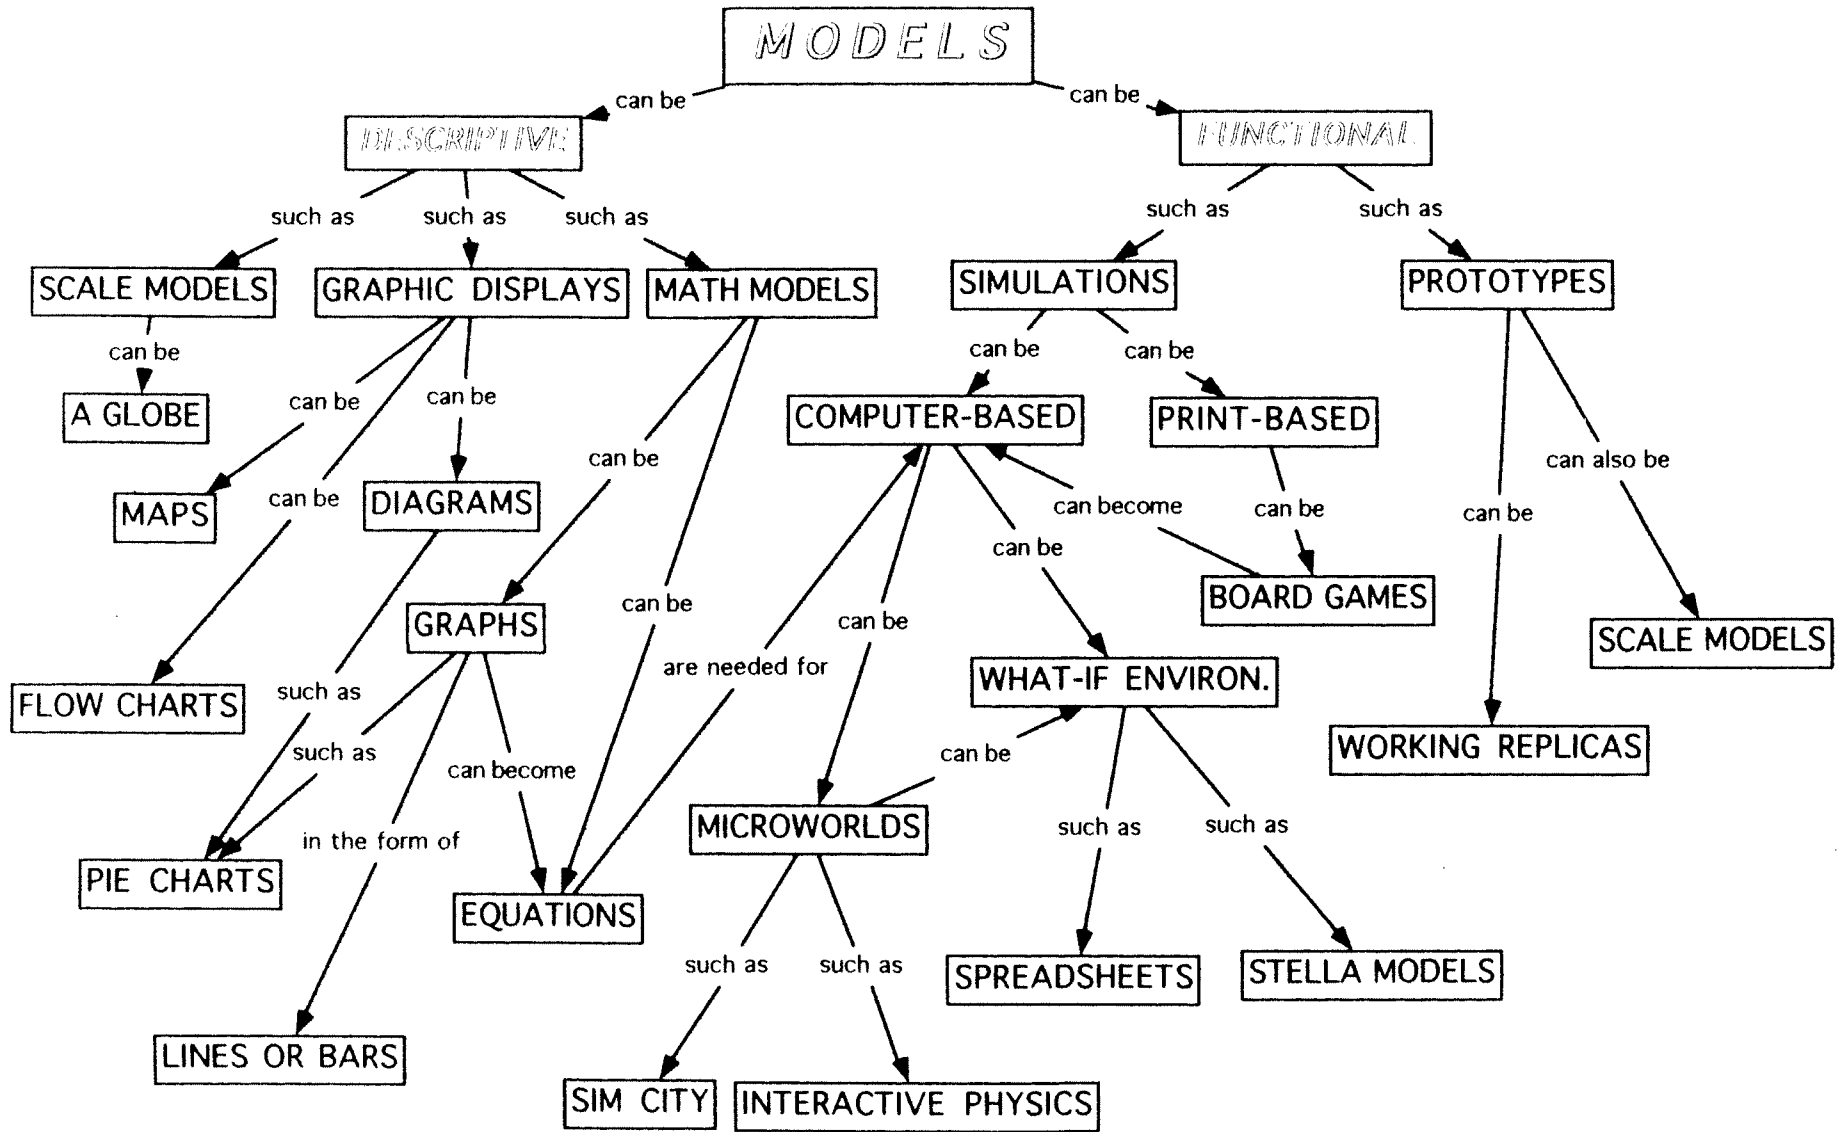 MODELS
can be
can be
DESCRIPTIVE
FUNCTIONAL
such as
such as
such as
such as
such as
SCALE MODELS
GRAPHIC DISPLAYS
MATH MODELS
SIMULATIONS
PROTOTYPES
can be
can be
can be
can be
can be
A GLOBE
COMPUTER-BASED
PRINT-BASED
can be
can be
can also be
MAPS
can be
DIAGRAMS
can become
can be
can be
can be
BOARD GAMES
GRAPHS
can be
can be
SCALE MODELS
are needed for
WHAT-IF ENVIRON.
FLOW CHARTS
such as
such as
can be
WORKING REPLICAS
can become
MICROWORLDS
such as
such as
in the form of
PIE CHARTS
EQUATIONS
such as
such as
SPREADSHEETS
STELLA MODELS
LINES OR BARS
SIM CITY
INTERACTIVE PHYSICS